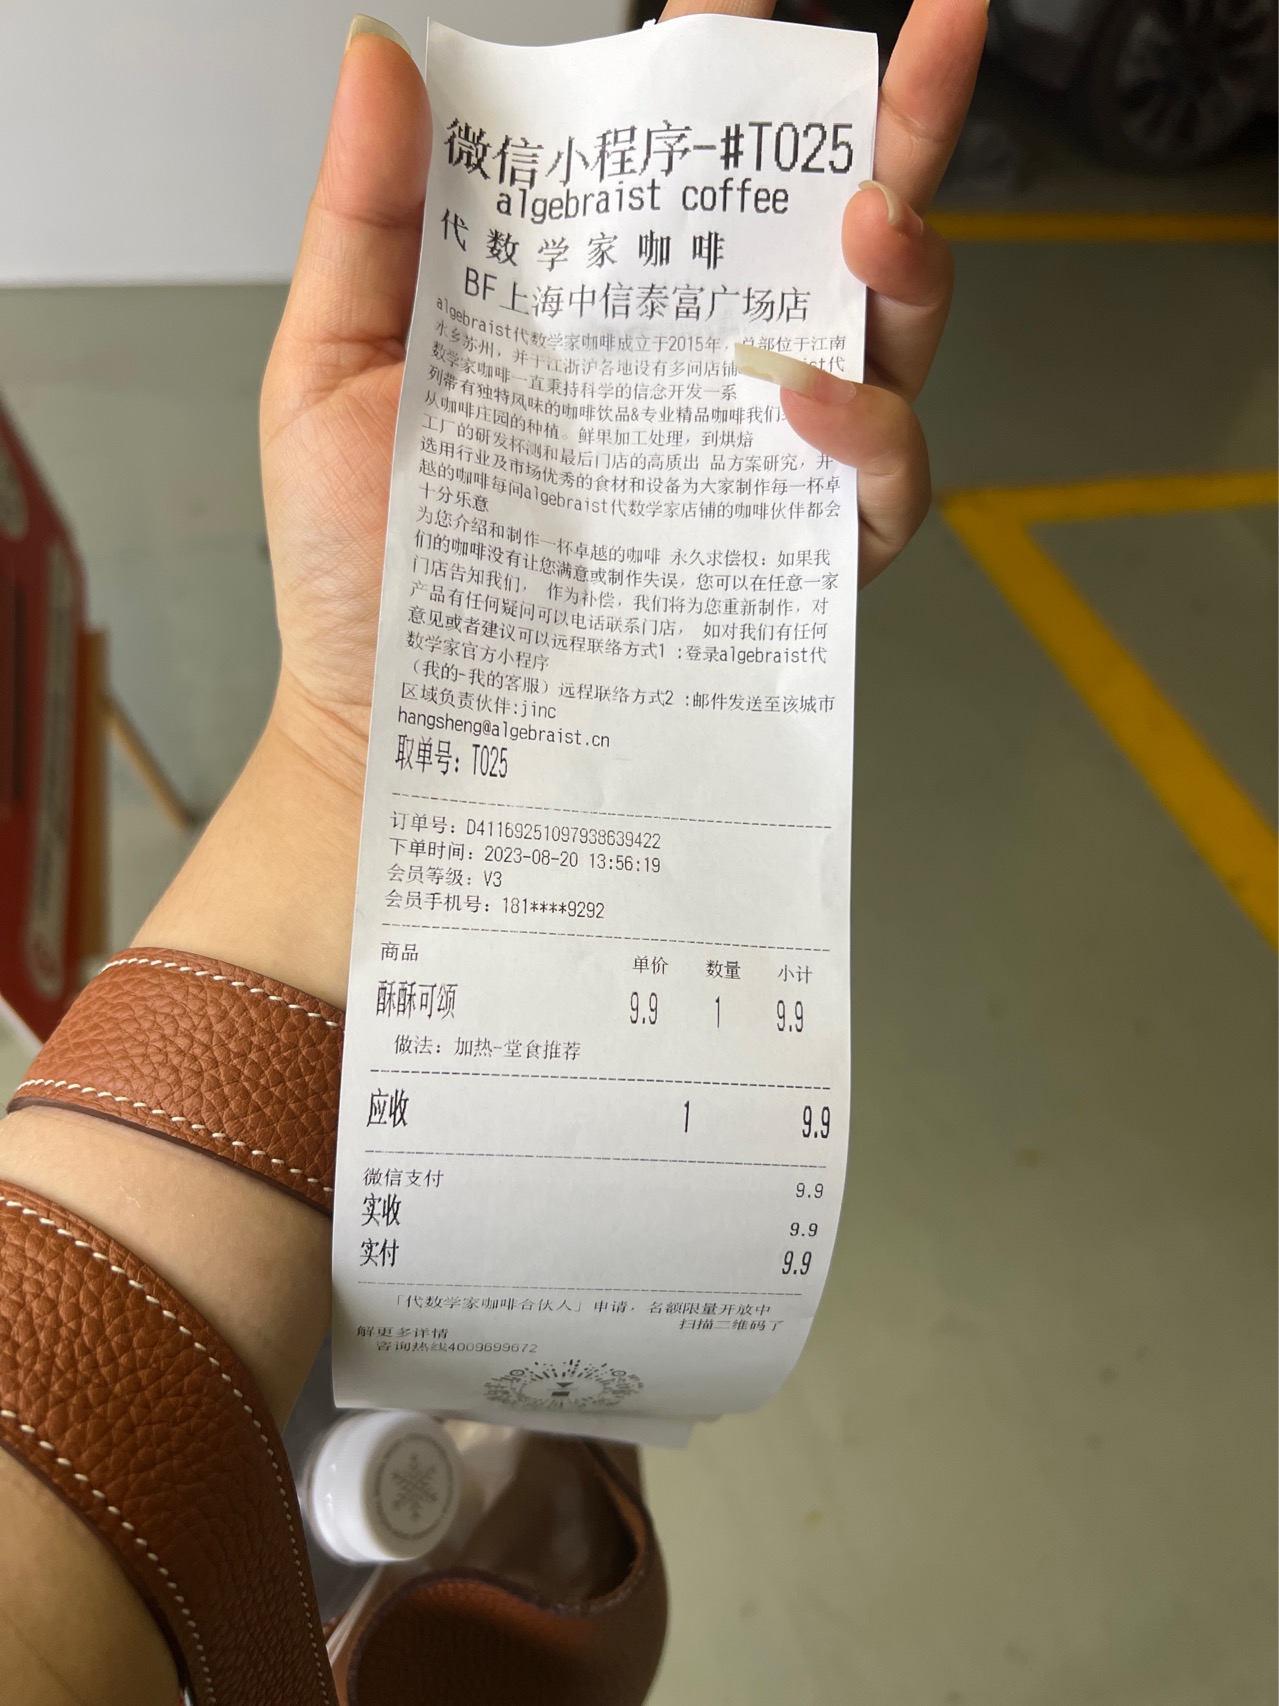 微信小程序-#T025
algebraist coffee
代数学家咖啡
BF上海中信泰富广场店
algebraist代数学家咖啡成立于2015年，总部位于江南
水乡苏州，并于江浙沪各地设有多间店铺 ist代
数学家咖啡一直秉持科学的信念开发一系
列带有独特风味的咖啡饮品&专业精品咖啡我们
从咖啡庄园的种植。鲜果加工处理，到烘焙
工厂的研发杯测和最后门店的高质出 品方案研究，并
选用行业及市场优秀的食材和设备为大家制作每一杯卓
越的咖啡每间algebraist代数学家店铺的咖啡伙伴都会
十分乐意
为您介绍和制作一杯卓越的咖啡 永久求偿权：如果我
们的咖啡没有让您满意或制作失误，您可以在任意一家
门店告知我们， 作为补偿，我们将为您重新制作，对
产品有任何疑问可以电话联系门店， 如对我们有任何
意见或者建议可以远程联络方式1 :登录algebraist代
数学家官方小程序
（我的-我的客服）远程联络方式2 :邮件发送至该城市
区域负责伙伴:jinc
hangsheng@algebraist.cn
取单号：T025
订单号：D41169251097938639422
下单时间：2023-08-20 13:56:19
会员等级：V3
会员手机号：181****9292
商品 单价 数量 小计
酥酥可颂 9.9 1 9.9
做法：加热-堂食推荐
应收 1 9.9
微信支付 9.9
实收 9.9
实付 9.9
「代数学家咖啡合伙人」申请，名额限量开放中
扫描二维码了
解更多详情
咨询热线4009699672